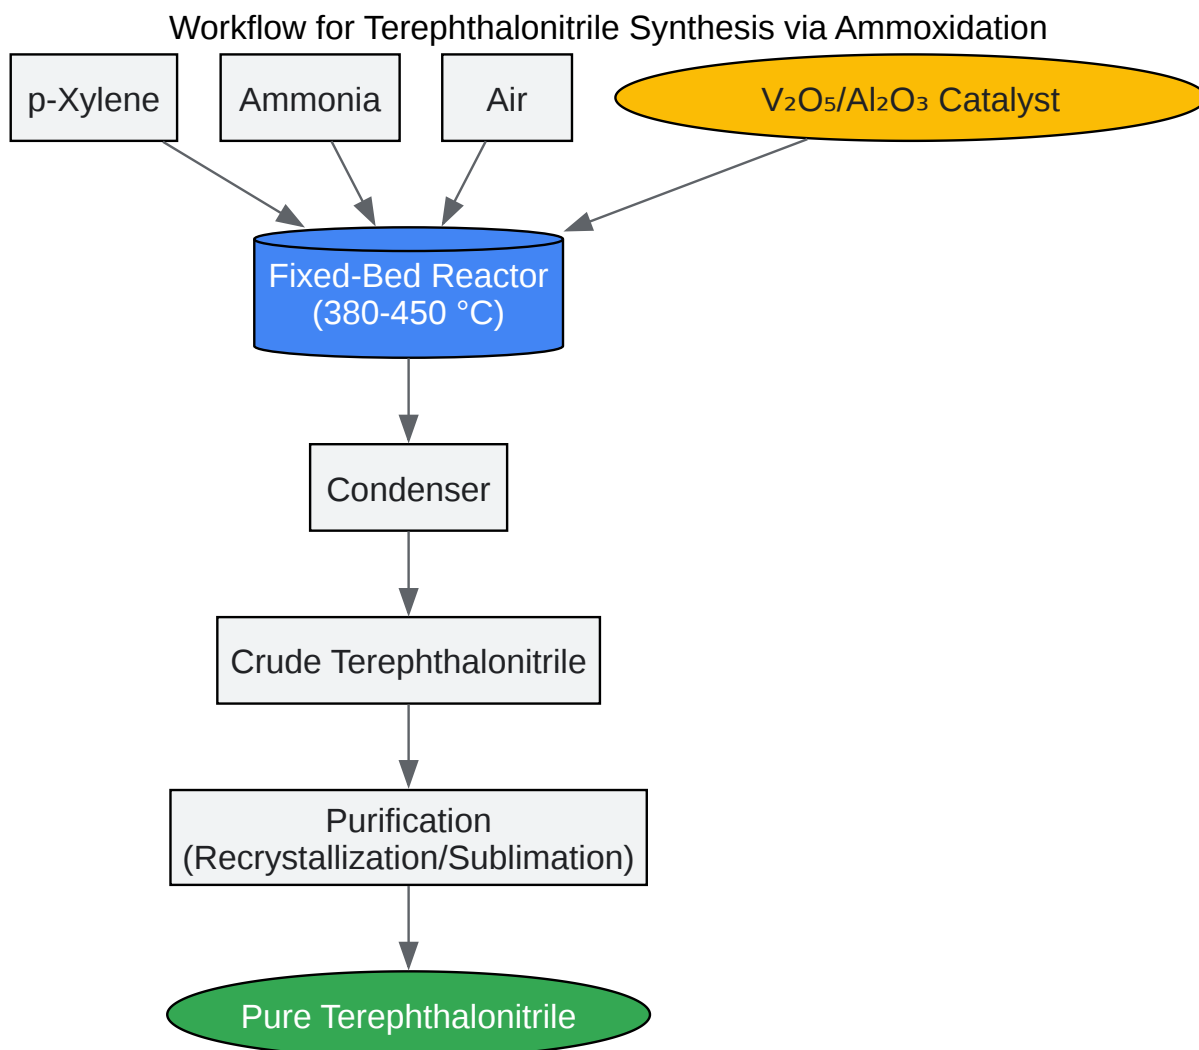 Workflow for Terephthalonitrile Synthesis via Ammoxidation
p-Xylene
Ammonia
Air
V₂O₅/Al₂O₃ Catalyst
Fixed-Bed Reactor
(380-450 °C)
Condenser
Crude Terephthalonitrile
Purification
(Recrystallization/Sublimation)
Pure Terephthalonitrile